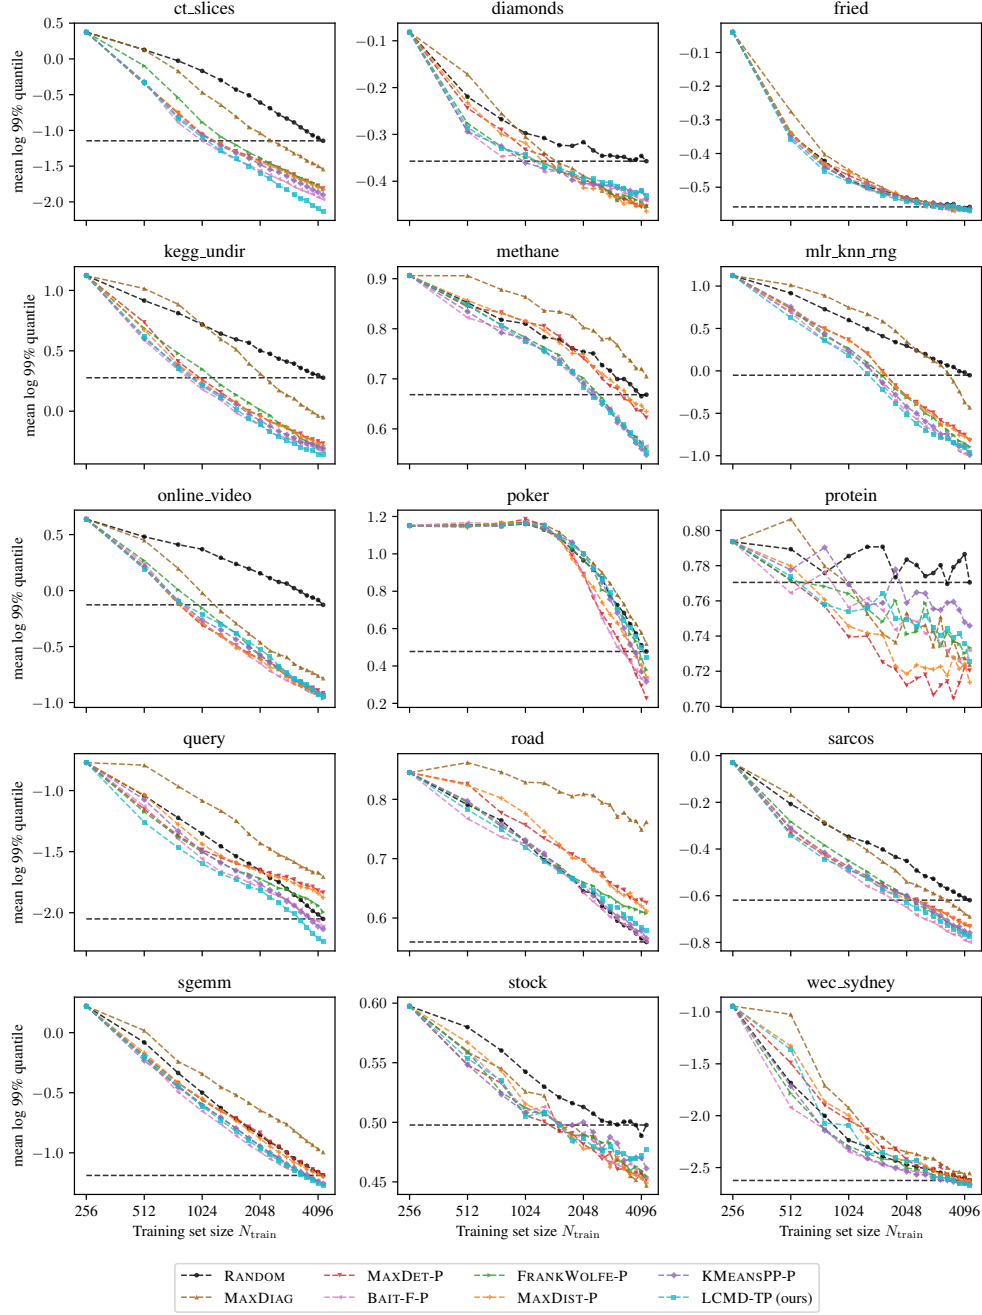 ct_slices
diamonds
fried
mean log 99% quantile
0.5
0.0
−0.5
−1.0
−1.5
−2.0
−0.1
−0.2
−0.3
−0.4
−0.1
−0.2
−0.3
−0.4
−0.5
kegg_undir
methane
mlr_knn_rng
mean log 99% quantile
1.0
0.5
0.0
0.9
0.8
0.7
0.6
1.0
0.5
0.0
−0.5
−1.0
online_video
poker
protein
mean log 99% quantile
0.5
0.0
−0.5
−1.0
1.2
1.0
0.8
0.6
0.4
0.2
0.80
0.78
0.76
0.74
0.72
0.70
query
road
sarcos
mean log 99% quantile
−1.0
−1.5
−2.0
0.8
0.7
0.6
0.0
−0.2
−0.4
−0.6
−0.8
sgemm
stock
wec_sydney
mean log 99% quantile
0.0
−0.5
−1.0
0.60
0.55
0.50
0.45
−1.0
−1.5
−2.0
−2.5
256 512 1024 2048 4096
256 512 1024 2048 4096
256 512 1024 2048 4096
Training set size N_train
Training set size N_train
Training set size N_train
RANDOM MAXDET-P FRANKWOLFE-P KMEANSPP-P
MAXDIAG BAIT-F-P MAXDIST-P LCMD-TP (ours)